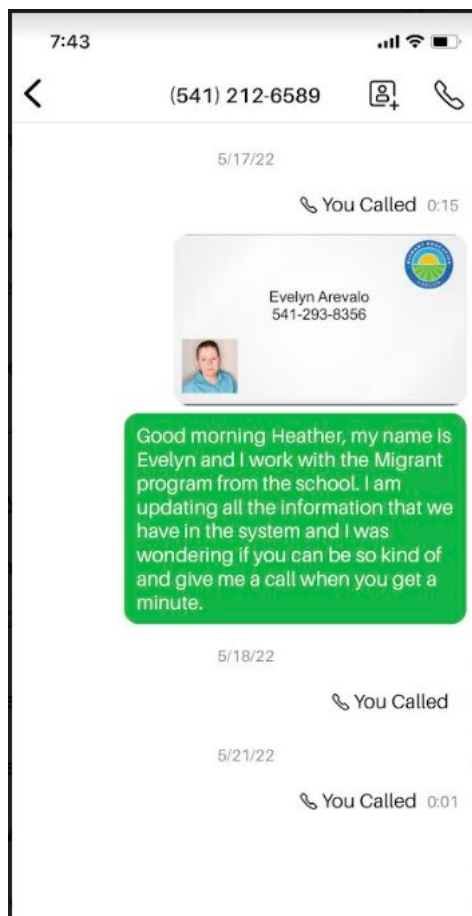 7:43
(541) 212-6589
5/17/22
You Called 0:15
Evelyn Arevalo
541-293-8356
Good morning Heather, my name is
Evelyn and I work with the Migrant
program from the school. I am
updating all the information that we
have in the system and I was
wondering if you can be so kind of
and give me a call when you get a
minute.
5/18/22
You Called
5/21/22
You Called 0:01